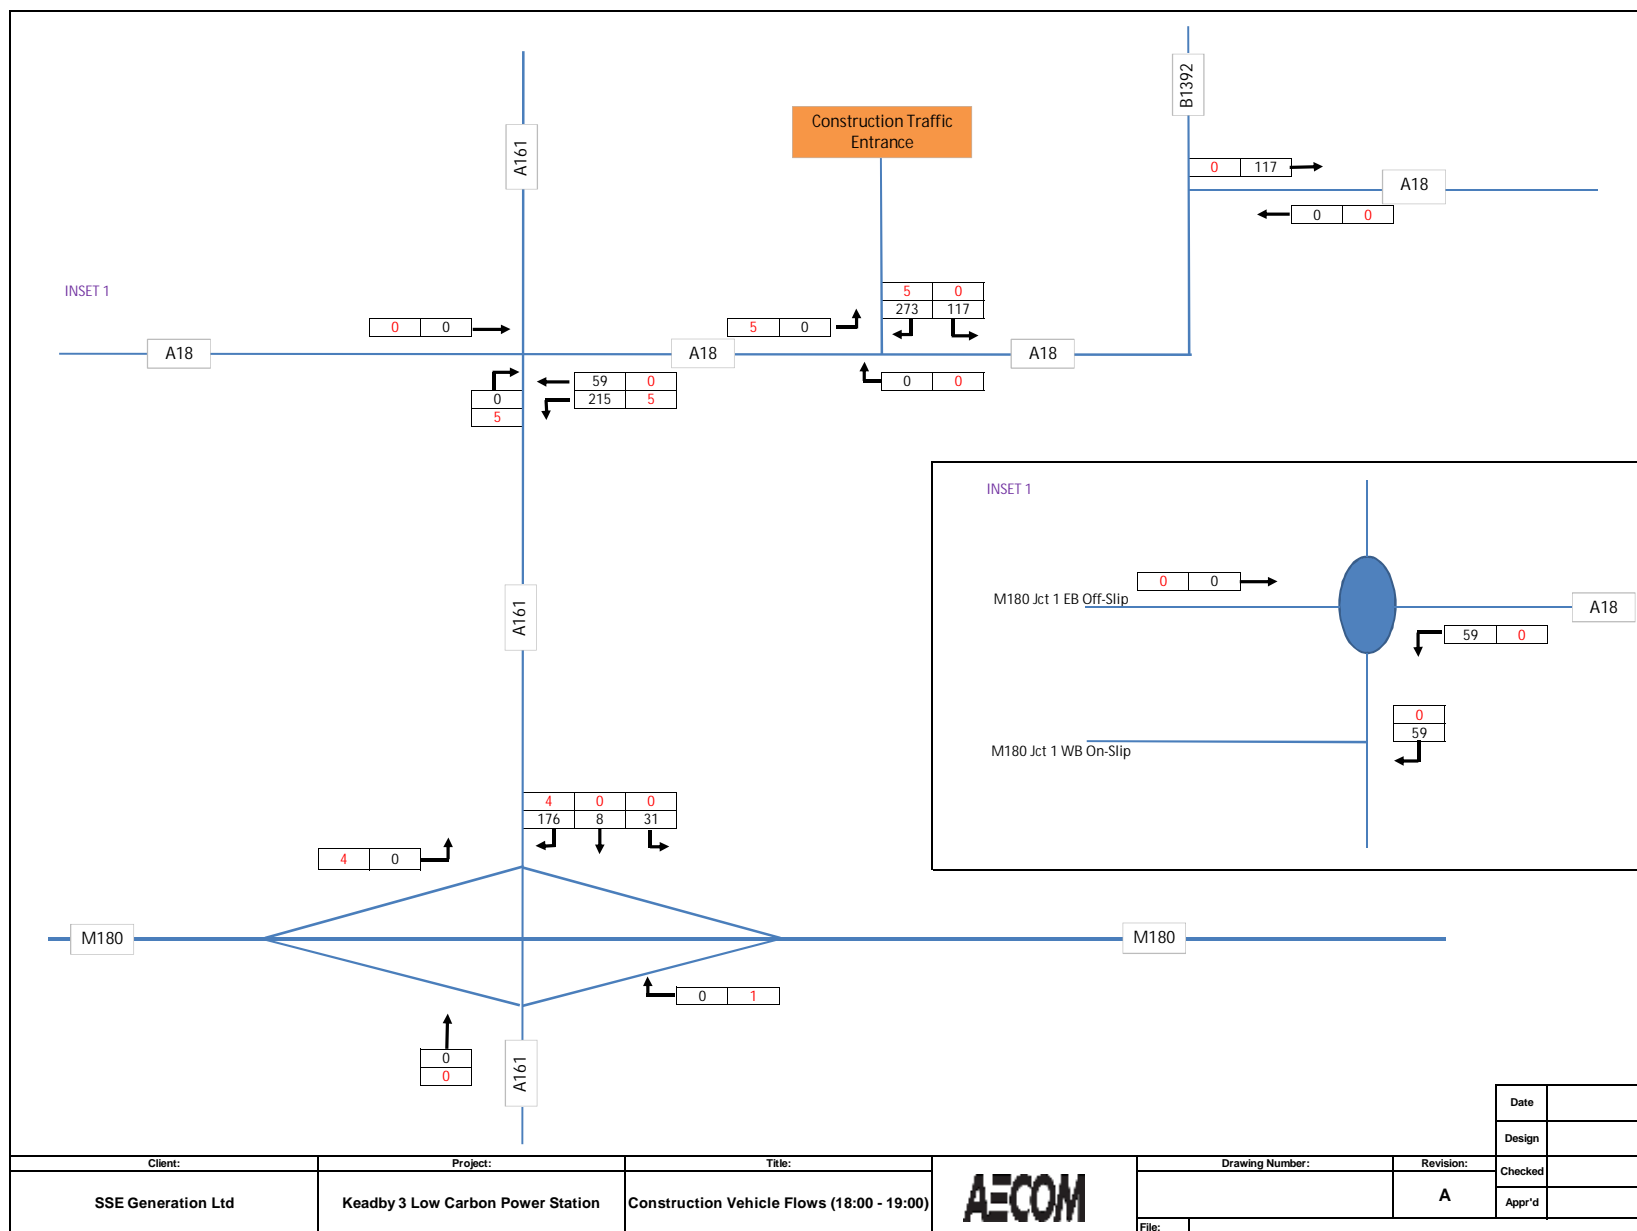 B1392
Construction Traffic
Entrance
A161
0 117
A18
0 0
INSET 1
5 0
273 117
0 0
5 0
A18
A18
A18
0 0
59 0
215 5
0
5
INSET 1
0 0
M180 Jct 1 EB Off-Slip
A18
59 0
A161
0
59
M180 Jct 1 WB On-Slip
4 0 0
176 8 31
4 0
M180
M180
0 1
0
0
A161
Date
Design
Checked
Appr'd
Client:
SSE Generation Ltd
Project:
Keadby 3 Low Carbon Power Station
Title:
Construction Vehicle Flows (18:00 - 19:00)
AECOM
Drawing Number:
Revision:
A
File: